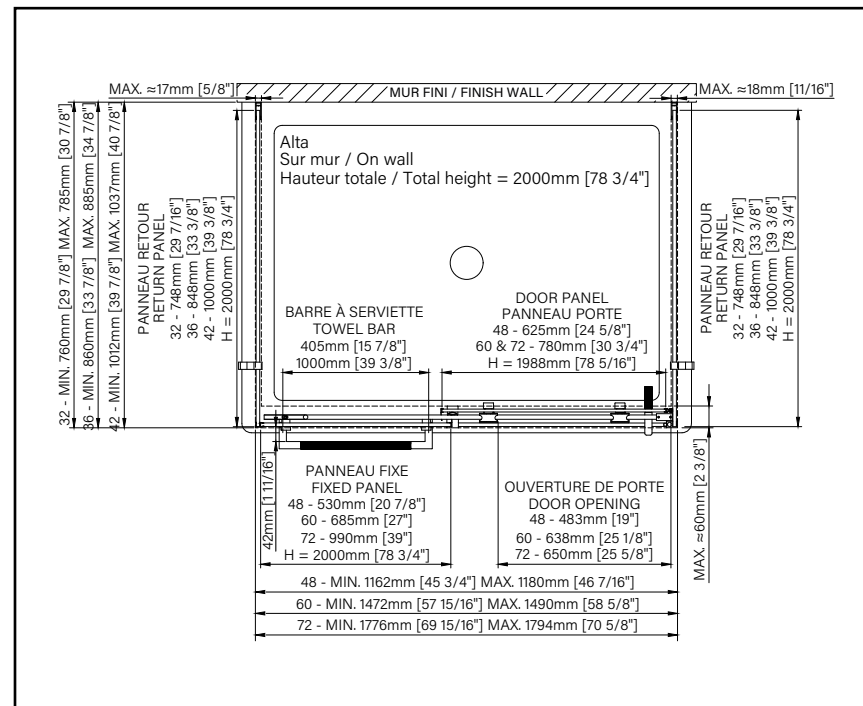 MAX. ≈17mm [5/8"]
MUR FINI / FINISH WALL
MAX. ≈18mm [11/16"]
Alta
Sur mur / On wall
Hauteur totale / Total height = 2000mm [78 3/4"]
32 - MIN. 760mm [29 7/8"] MAX. 785mm [30 7/8"]
36 - MIN. 860mm [33 7/8"] MAX. 885mm [34 7/8"]
42 - MIN. 1012mm [39 7/8"] MAX. 1037mm [40 7/8"]
PANNEAU RETOUR
RETURN PANEL
32 - 748mm [29 7/16"]
36 - 848mm [33 3/8"]
42 - 1000mm [39 3/8"]
H = 2000mm [78 3/4"]
BARRE À SERVIETTE
TOWEL BAR
405mm [15 7/8"]
1000mm [39 3/8"]
DOOR PANEL
PANNEAU PORTE
48 - 625mm [24 5/8"]
60 & 72 - 780mm [30 3/4"]
H = 1988mm [78 5/16"]
PANNEAU RETOUR
RETURN PANEL
32 - 748mm [29 7/16"]
36 - 848mm [33 3/8"]
42 - 1000mm [39 3/8"]
H = 2000mm [78 3/4"]
42mm [1 11/16"]
PANNEAU FIXE
FIXED PANEL
48 - 530mm [20 7/8"]
60 - 685mm [27"]
72 - 990mm [39"]
H = 2000mm [78 3/4"]
OUVERTURE DE PORTE
DOOR OPENING
48 - 483mm [19"]
60 - 638mm [25 1/8"]
72 - 650mm [25 5/8"]
MAX. ≈60mm [2 3/8"]
48 - MIN. 1162mm [45 3/4"] MAX. 1180mm [46 7/16"]
60 - MIN. 1472mm [57 15/16"] MAX. 1490mm [58 5/8"]
72 - MIN. 1776mm [69 15/16"] MAX. 1794mm [70 5/8"]